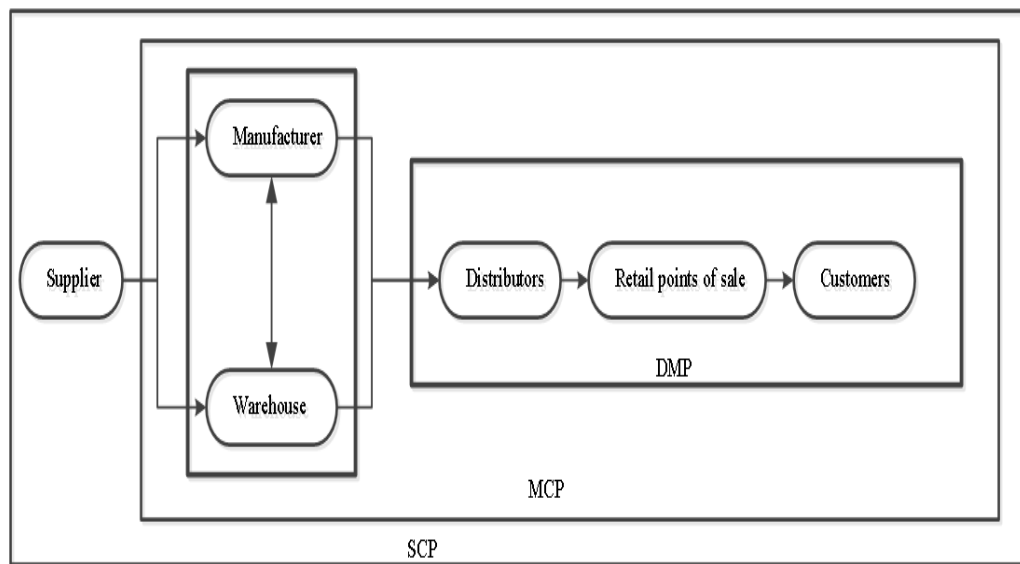 Manufacturer
Supplier
Distributors
Retail points of sale
Customers
DMP
Warehouse
MCP
SCP